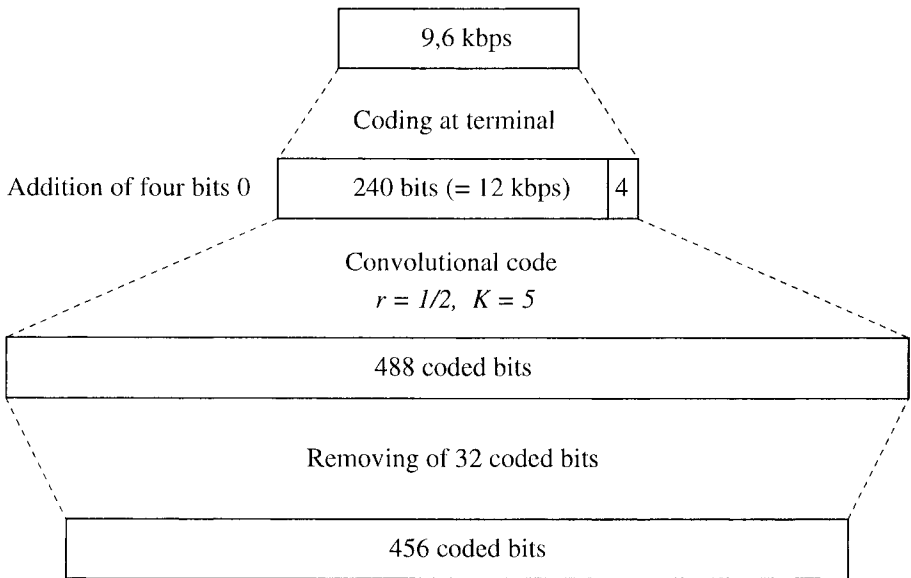 9,6 kbps
Coding at terminal
Addition of four bits 0
240 bits (= 12 kbps)
4
Convolutional code
r = 1/2, K = 5
488 coded bits
Removing of 32 coded bits
456 coded bits